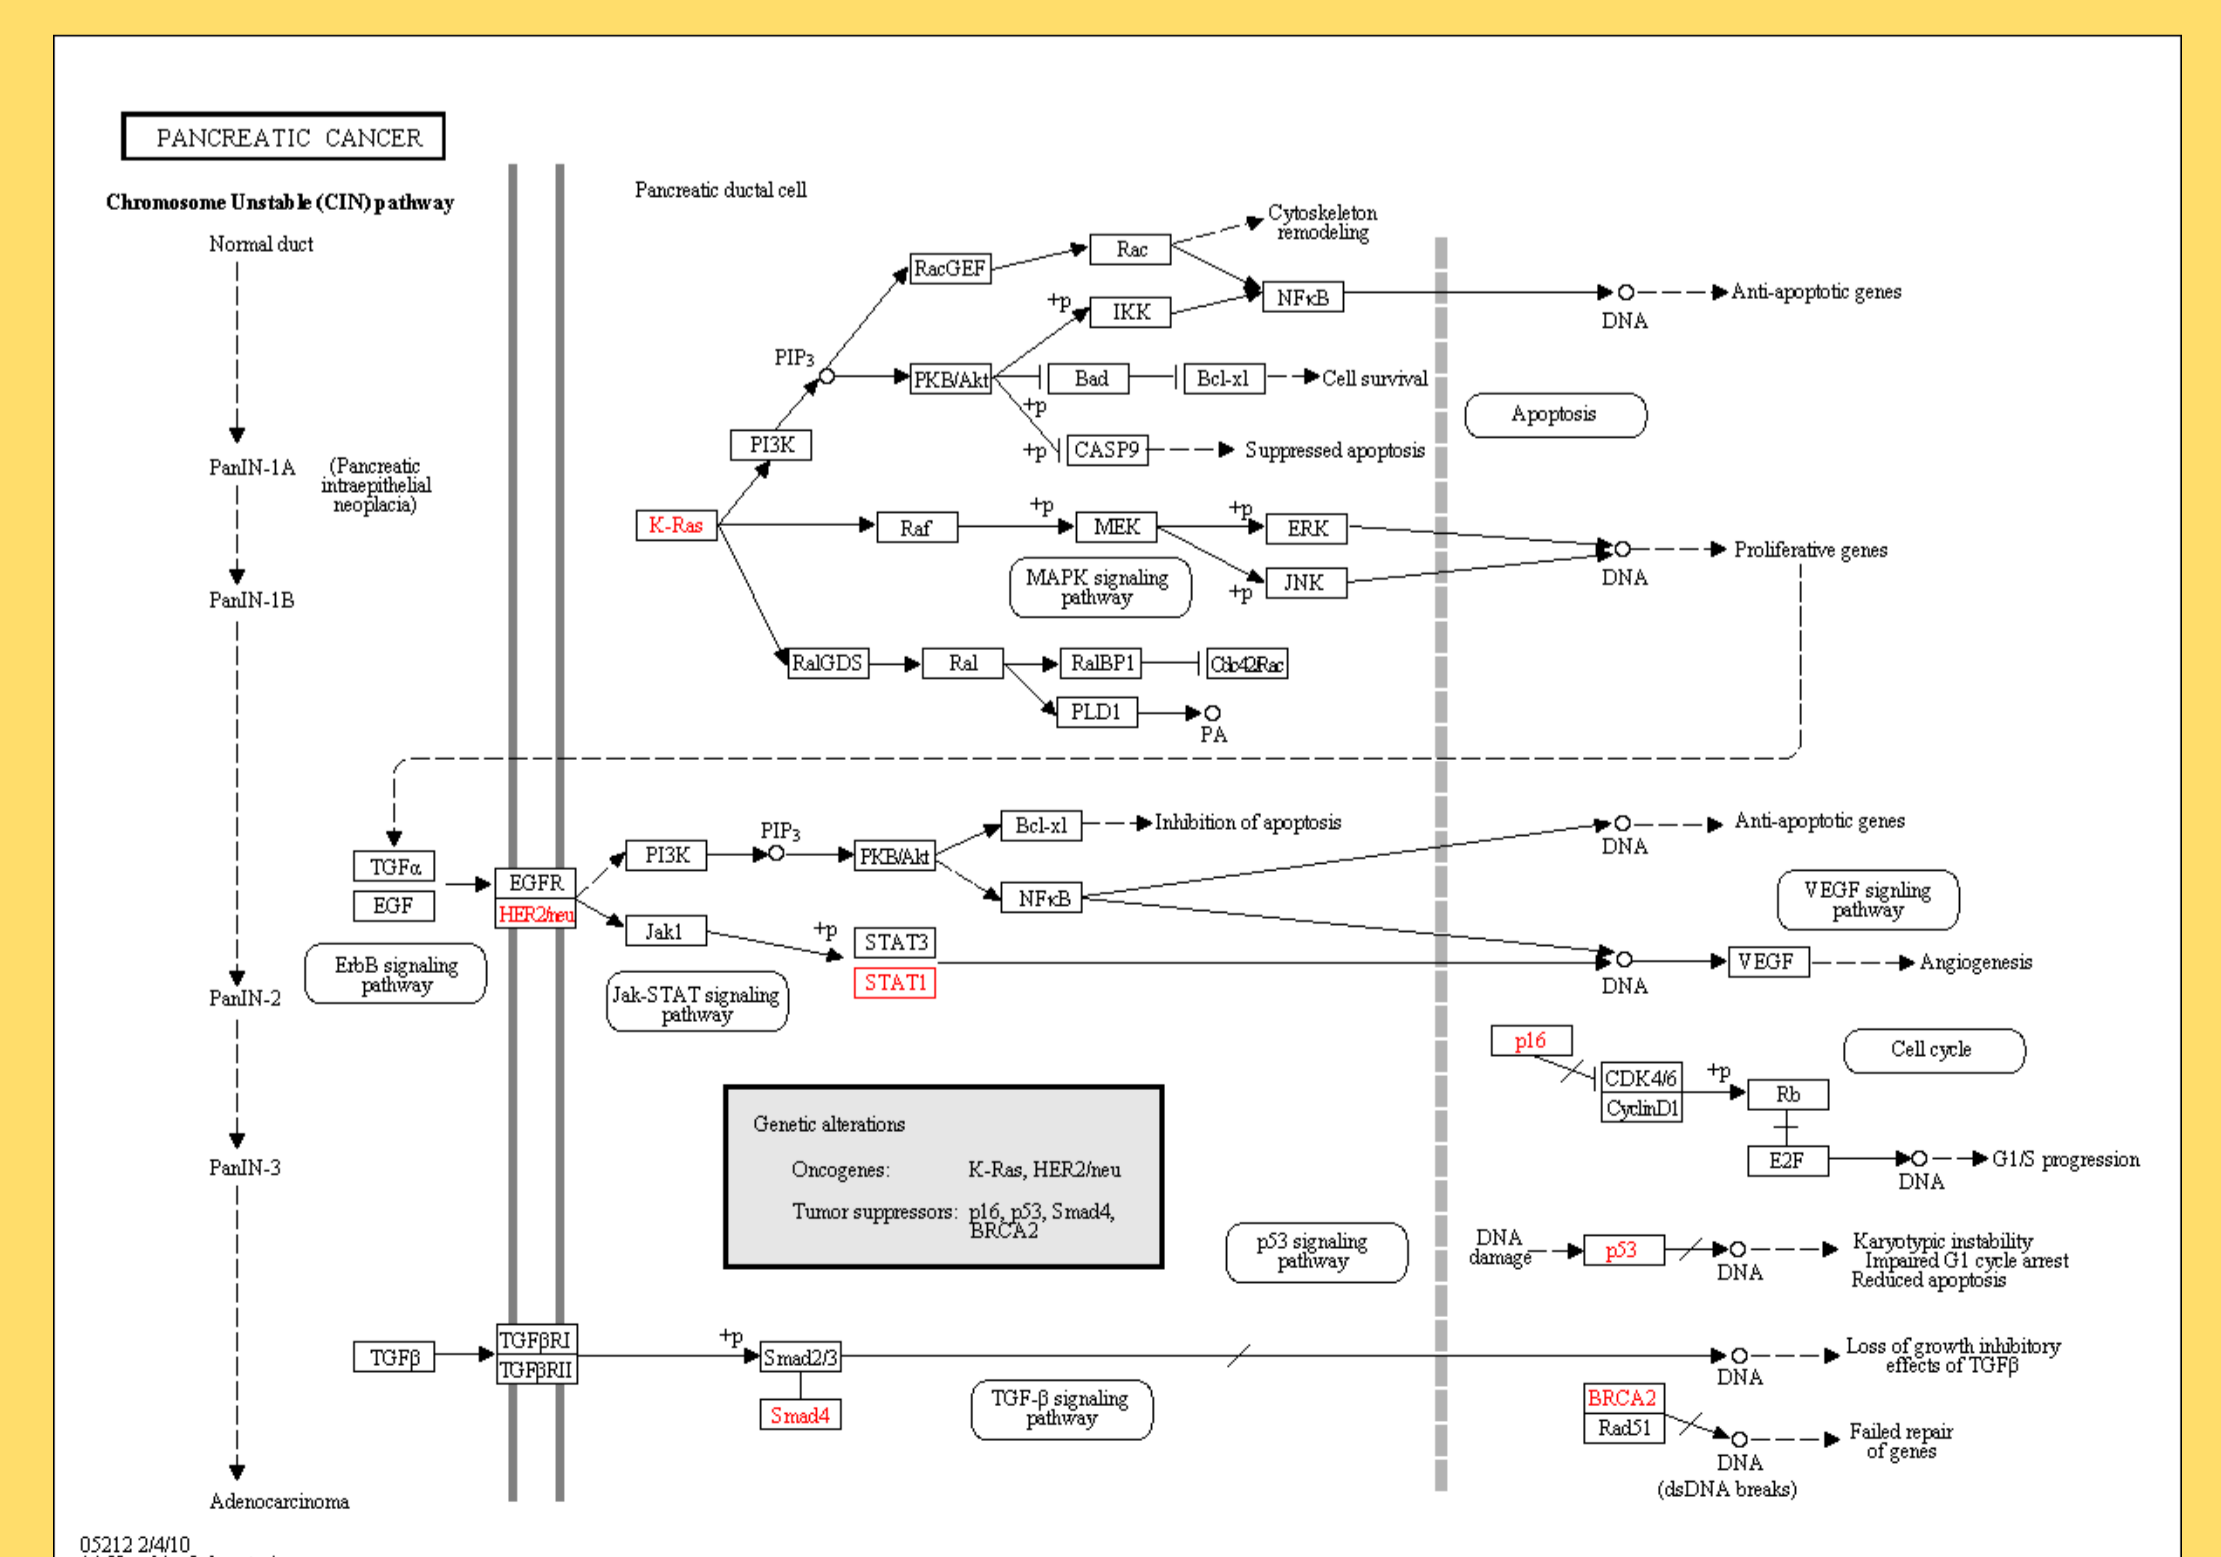 PANCREATIC CANCER
Chromosome Unstable (CIN) pathway
Normal duct
PanIN-1A
(Pancreatic
intraepithelial
neoplacia)
PanIN-1B
PanIN-2
PanIN-3
Adenocarcinoma
Pancreatic ductal cell
Cytoskeleton
remodeling
RacGEF
Rac
+p
IKK
NFκB
DNA
Anti-apoptotic genes
PIP3
PKB/Akt
Bad
Bcl-xl
Cell survival
+p
Apoptosis
PI3K
+p
CASP9
Suppressed apoptosis
K-Ras
Raf
+p
MEK
+p
ERK
DNA
Proliferative genes
MAPK signaling
pathway
+p
JNK
RalGDS
Ral
RalBP1
Cdc42/Rac
PLD1
PA
TGFα
EGF
EGFR
HER2/neu
ErbB signaling
pathway
PI3K
PIP3
PKB/Akt
Bcl-xl
Inhibition of apoptosis
NFκB
DNA
Anti-apoptotic genes
VEGF signling
pathway
Jak1
+p
STAT3
STAT1
Jak-STAT signaling
pathway
DNA
VEGF
Angiogenesis
p16
CDK4/6
CyclinD1
+p
Rb
Cell cycle
E2F
DNA
G1/S progression
Genetic alterations
Oncogenes: K-Ras, HER2/neu
Tumor suppressors: p16, p53, Smad4,
BRCA2
p53 signaling
pathway
DNA
damage
p53
DNA
Karyotypic instability
Impaired G1 cycle arrest
Reduced apoptosis
TGFβ
TGFβRI
TGFβRII
+p
Smad2/3
Smad4
TGF-β signaling
pathway
DNA
Loss of growth inhibitory
effects of TGFβ
BRCA2
Rad51
DNA
(dsDNA breaks)
Failed repair
of genes
05212 2/4/10